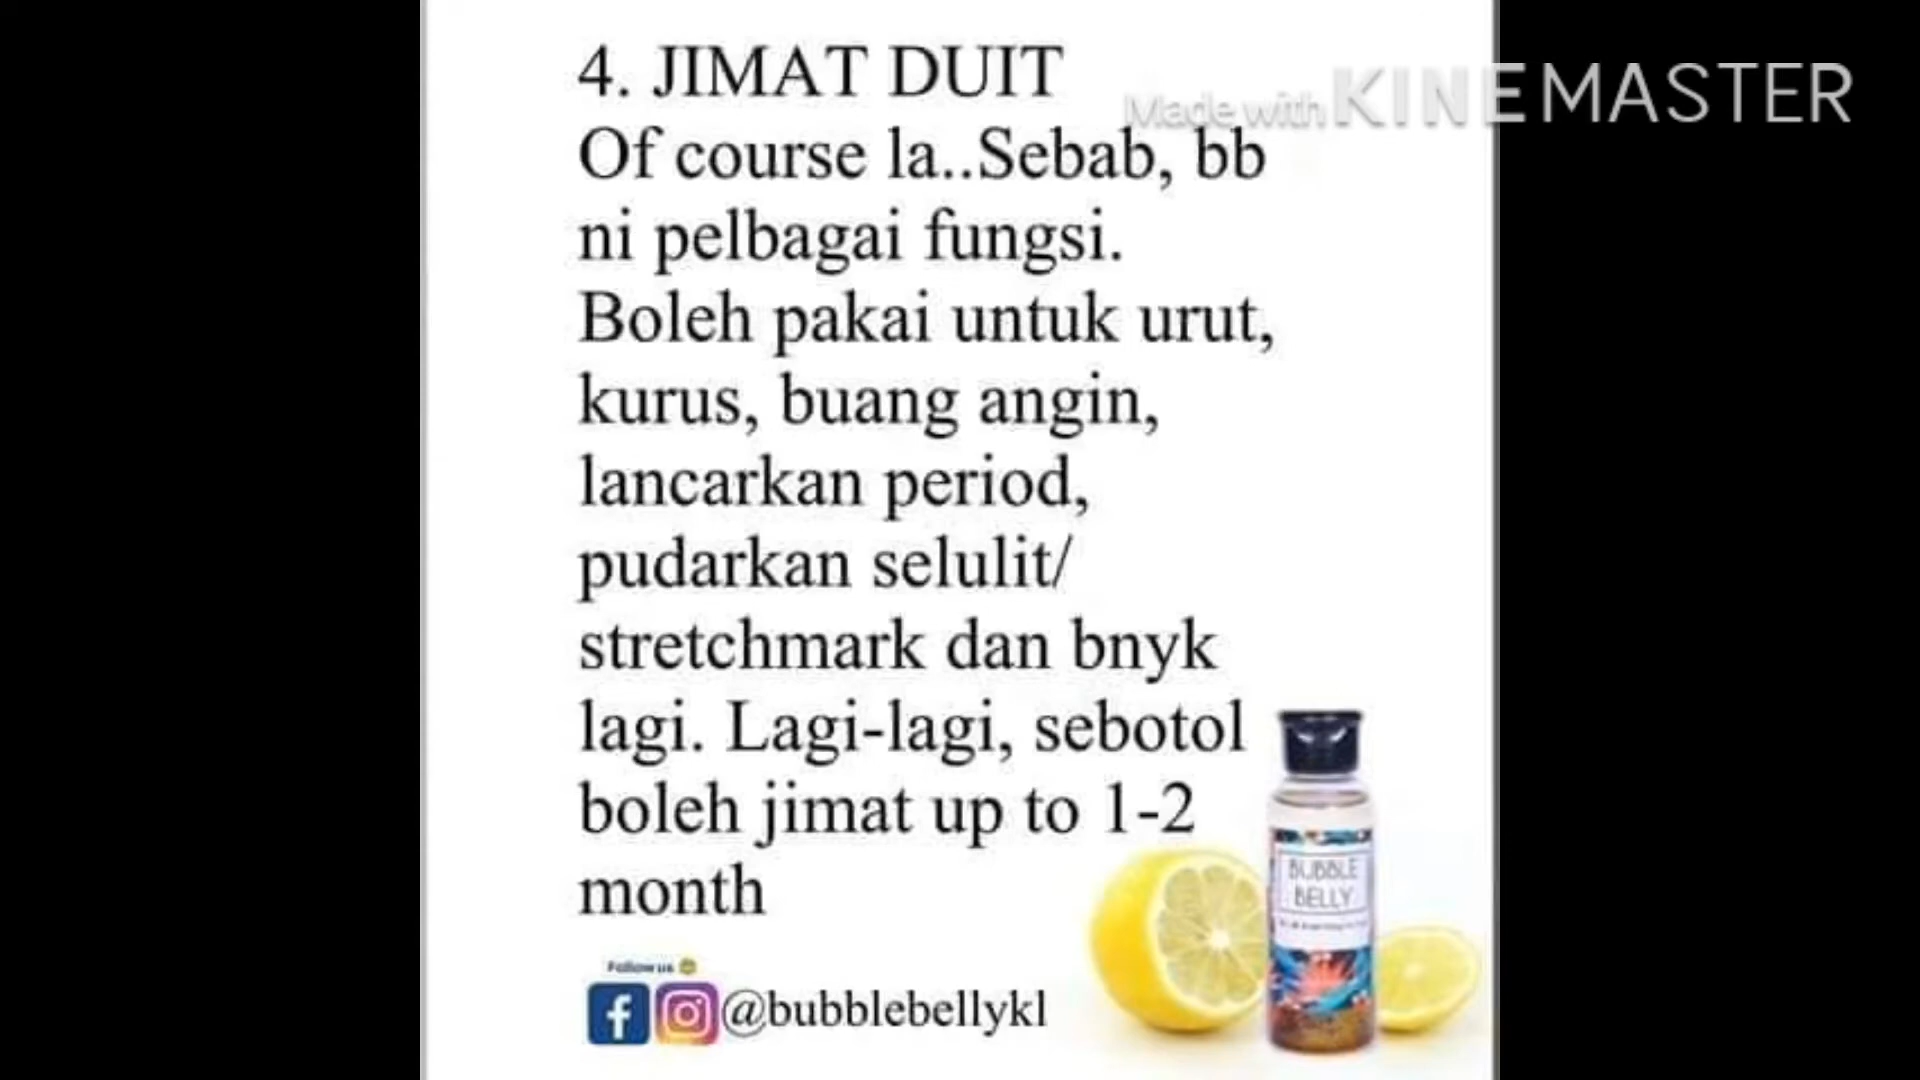 4. JIMAT DUIT
Made with KINEMASTER
Of course la..Sebab, bb
ni pelbagai fungsi.
Boleh pakai untuk urut,
kurus, buang angin,
lancarkan period,
pudarkan selulit/
stretchmark dan bnyk
lagi. Lagi-lagi, sebotol
boleh jimat up to 1-2
month
BUBBLE
BELLY
Follow us
@bubblebellykl